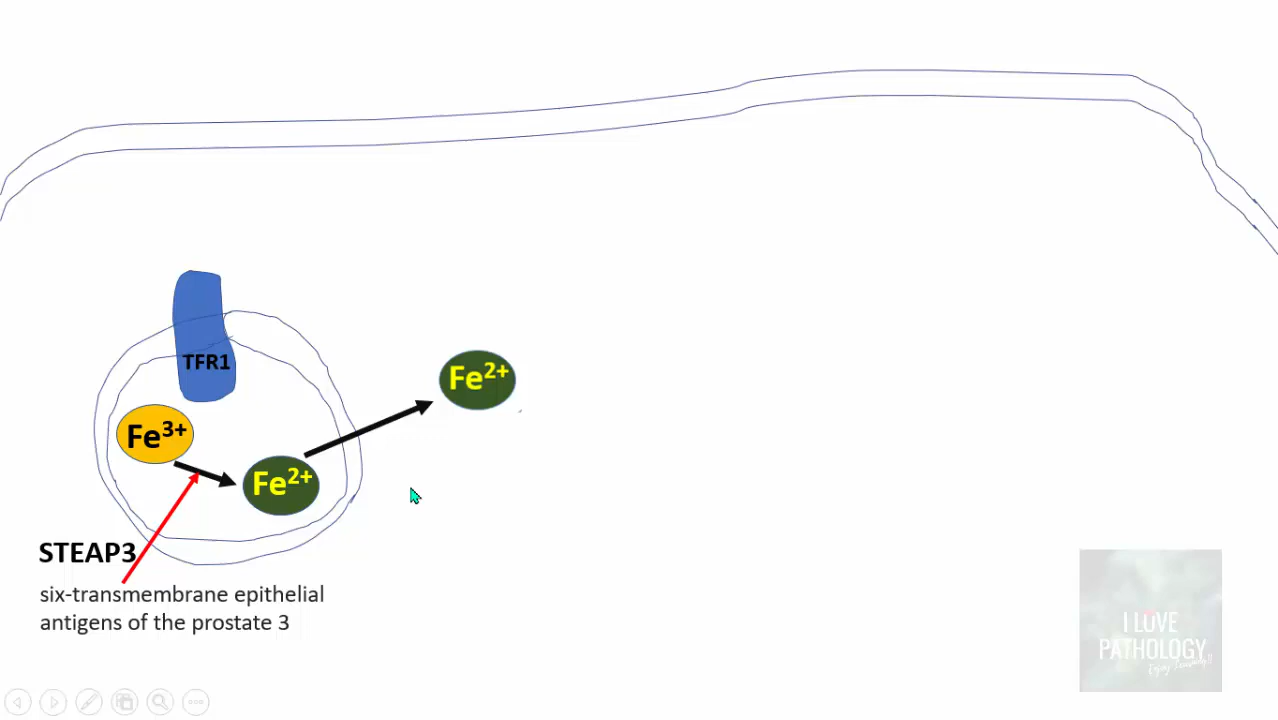 TFR1
Fe2+
Fe3+
Fe2+
STEAP3
six-transmembrane epithelial
antigens of the prostate 3
I LOVE
PATHOLOGY